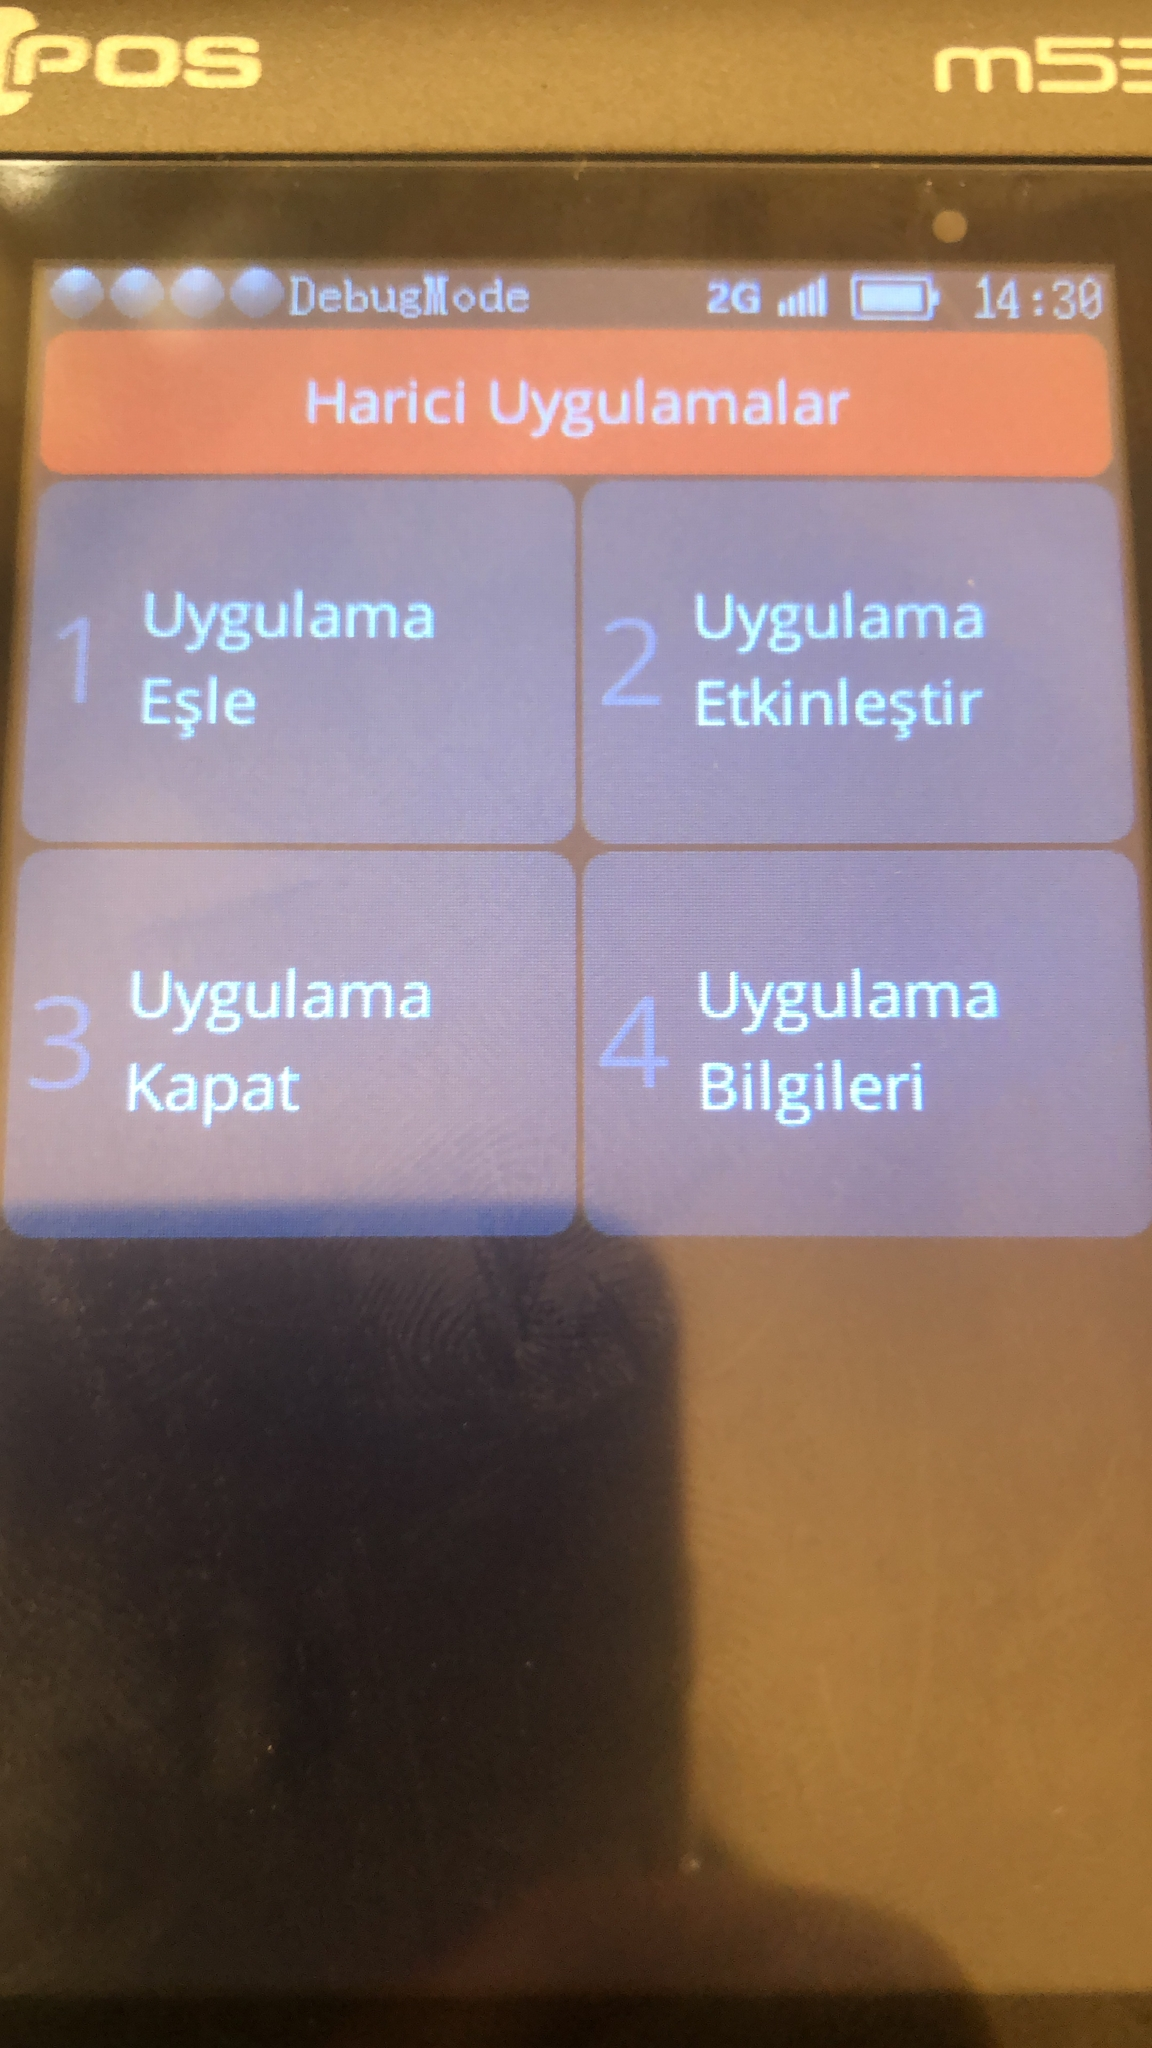 POS
m53
DebugMode 2G 14:30
Harici Uygulamalar
1 Uygulama
Eşle
2 Uygulama
Etkinleştir
3 Uygulama
Kapat
4 Uygulama
Bilgileri